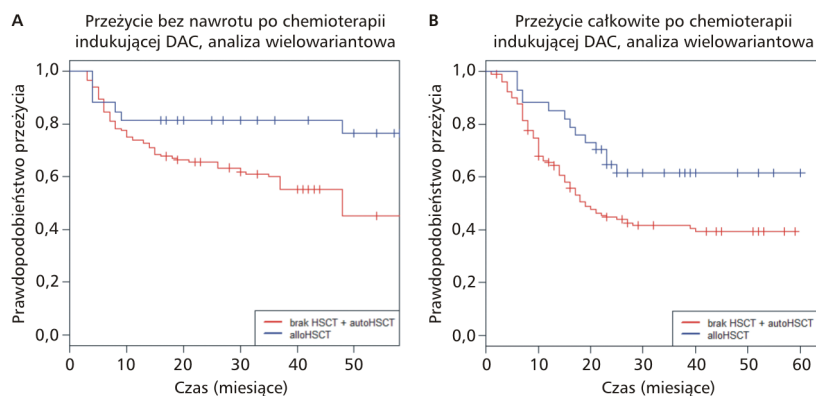 A
Przeżycie bez nawrotu po chemioterapii
indukującej DAC, analiza wielowariantowa
Prawdopodobieństwo przeżycia
1,0
0,8
0,6
0,4
0,2
0,0
brak HSCT + autoHSCT
alloHSCT
0 10 20 30 40 50
Czas (miesiące)
B
Przeżycie całkowite po chemioterapii
indukującej DAC, analiza wielowariantowa
Prawdopodobieństwo przeżycia
1,0
0,8
0,6
0,4
0,2
0,0
brak HSCT + autoHSCT
alloHSCT
0 10 20 30 40 50 60
Czas (miesiące)